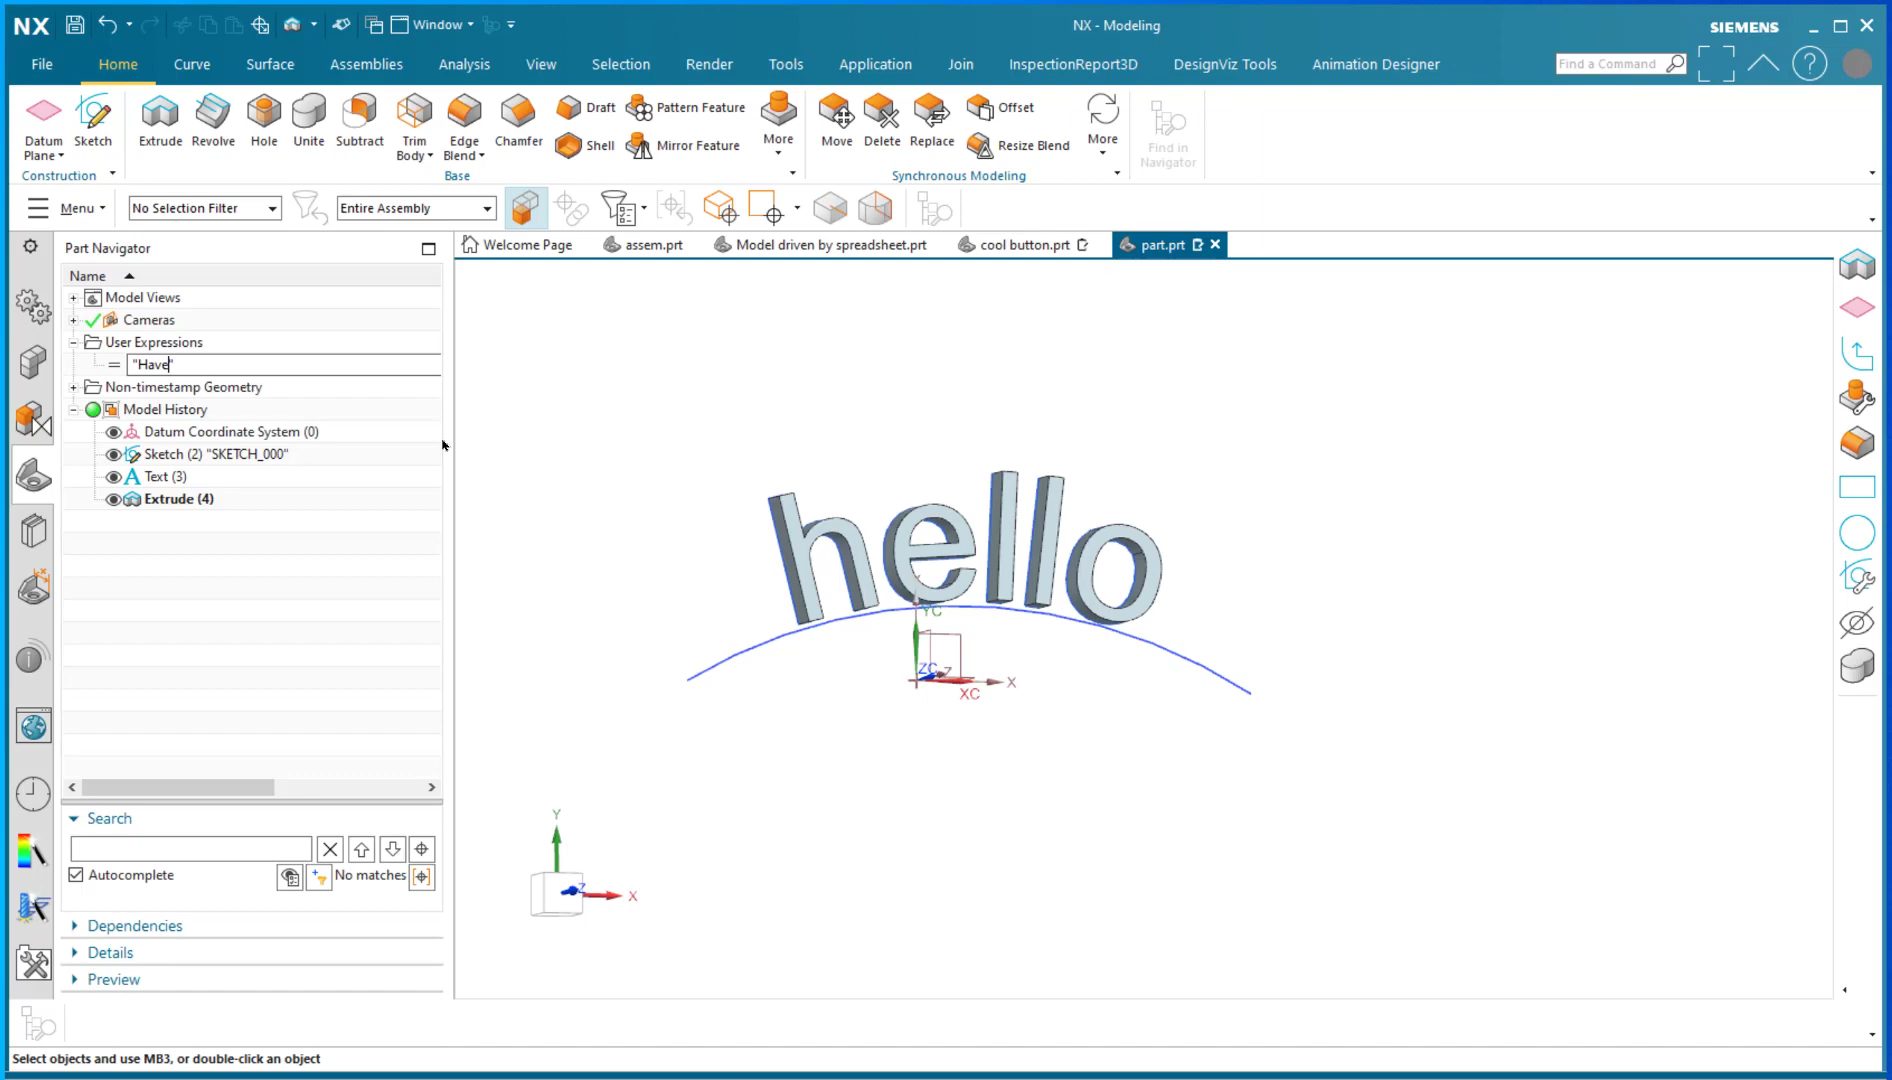 NX
Window
NX - Modeling
SIEMENS
File Home Curve Surface Assemblies Analysis View Selection Render Tools Application Join InspectionReport3D DesignViz Tools Animation Designer
Find a Command
Datum Plane
Sketch
Construction
Extrude
Revolve
Hole
Unite
Subtract
Trim Body
Edge Blend
Chamfer
Draft
Shell
Pattern Feature
Mirror Feature
More
Base
Move
Delete
Replace
Offset
Resize Blend
More
Synchronous Modeling
Find in Navigator
Menu
No Selection Filter
Entire Assembly
Part Navigator
Welcome Page
assem.prt
Model driven by spreadsheet.prt
cool button.prt
part.prt
Name
Model Views
Cameras
User Expressions
= "Have"
Non-timestamp Geometry
Model History
Datum Coordinate System (0)
Sketch (2) "SKETCH_000"
Text (3)
Extrude (4)
hello
YC
ZC Z
X
XC
Y
Z
X
Search
Autocomplete
No matches
Dependencies
Details
Preview
Select objects and use MB3, or double-click an object